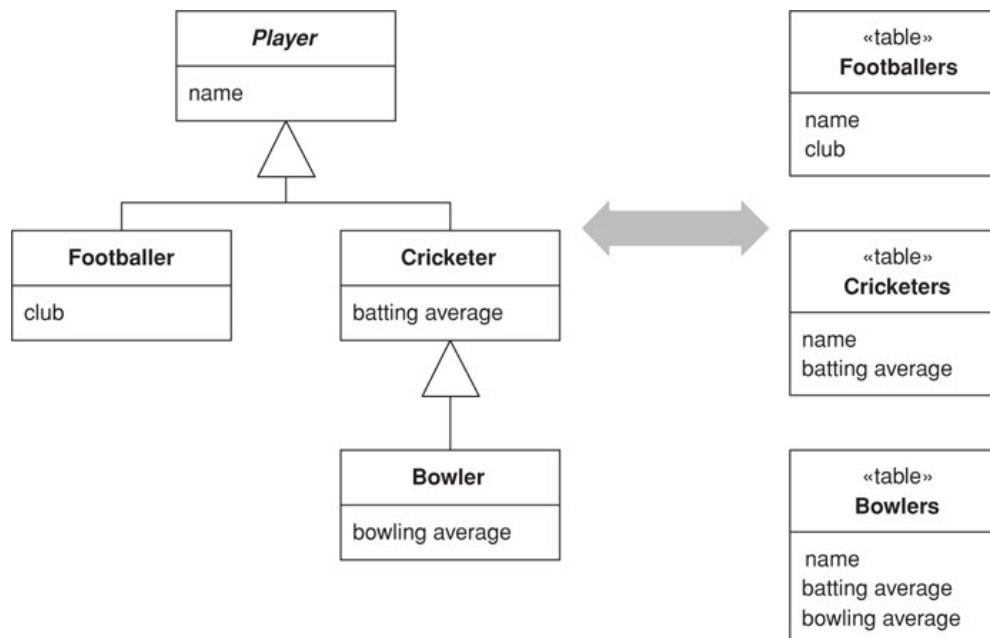 Player
name
Footballer
club
Cricketer
batting average
Bowler
bowling average
«table»
Footballers
name
club
«table»
Cricketers
name
batting average
«table»
Bowlers
name
batting average
bowling average